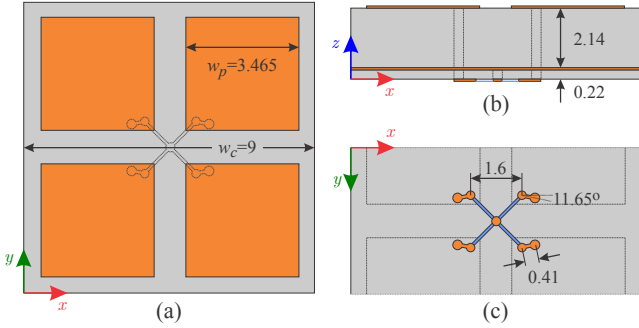 w_p=3.465
w_c=9
y
x
(a)
z
2.14
x
0.22
(b)
x
1.6
11.65°
y
0.41
(c)